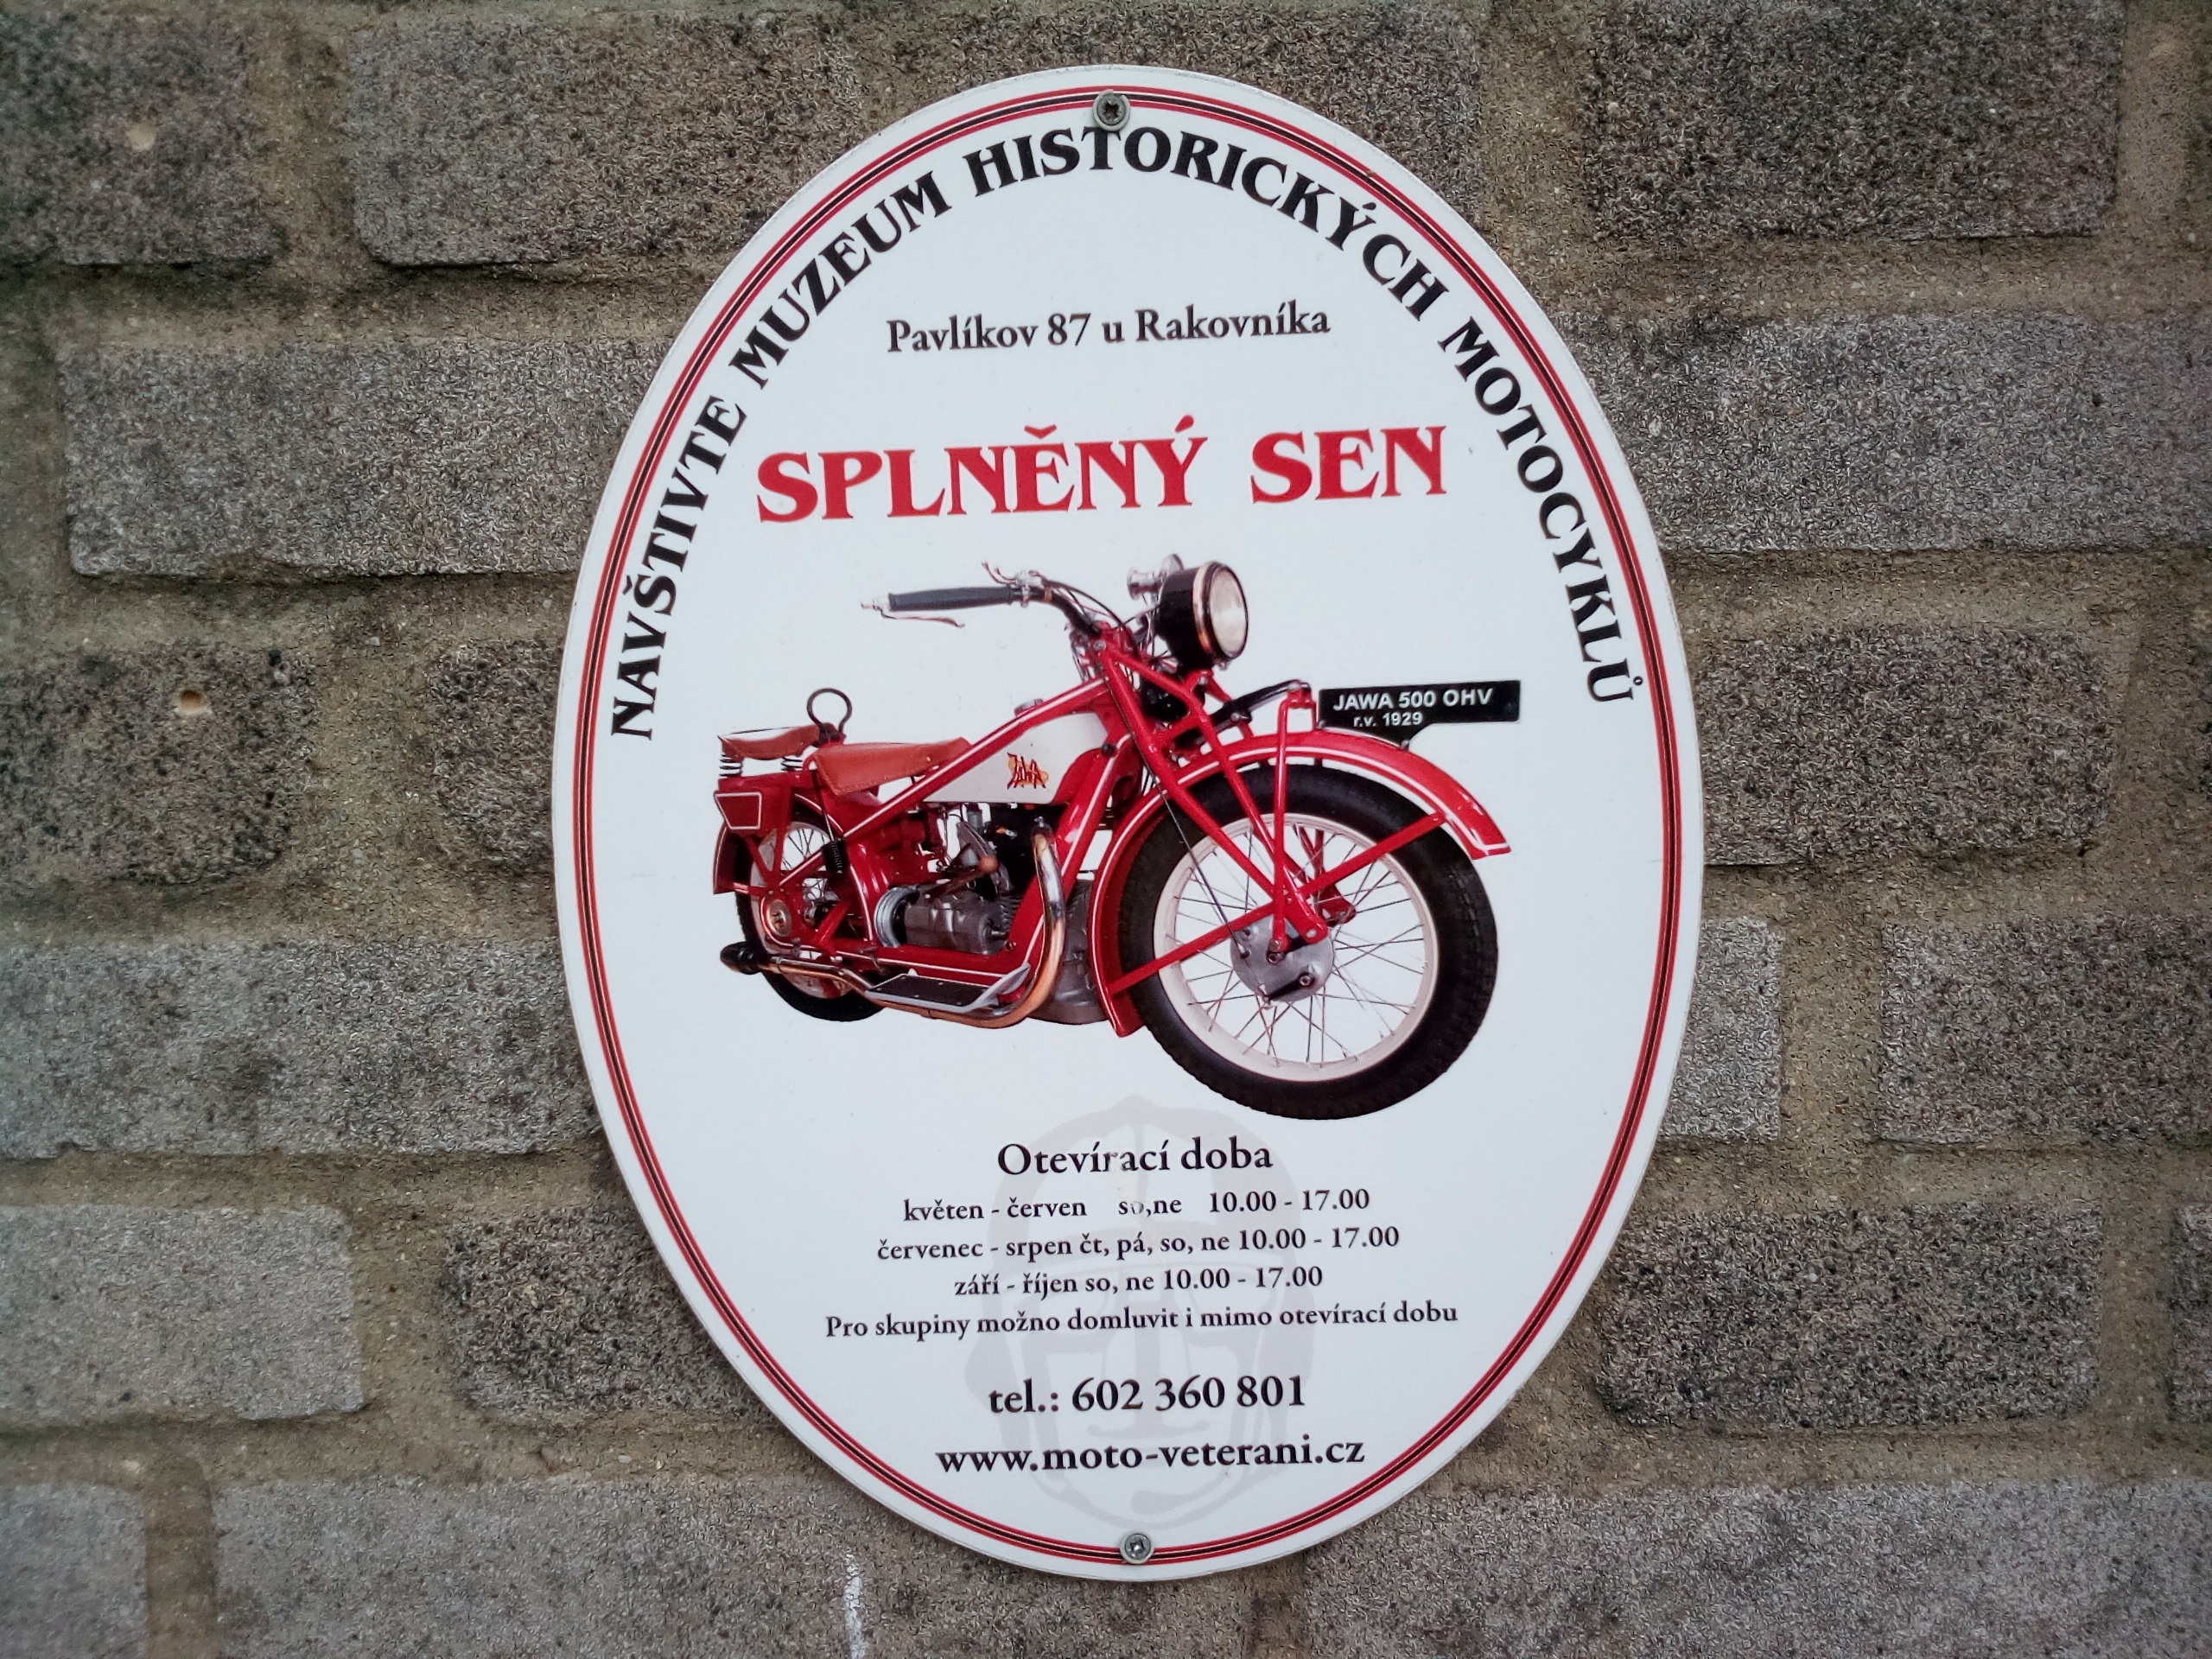 NAVŠTIVTE MUZEUM HISTORICKÝCH MOTOCYKLŮ
Pavlíkov 87 u Rakovníka
SPLNĚNÝ SEN
JAWA 500 OHV
r.v. 1929
JAWA
Otevírací doba
květen - červen so,ne 10.00 - 17.00
červenec - srpen čt, pá, so, ne 10.00 - 17.00
září - říjen so, ne 10.00 - 17.00
Pro skupiny možno domluvit i mimo otevírací dobu
tel.: 602 360 801
www.moto-veterani.cz